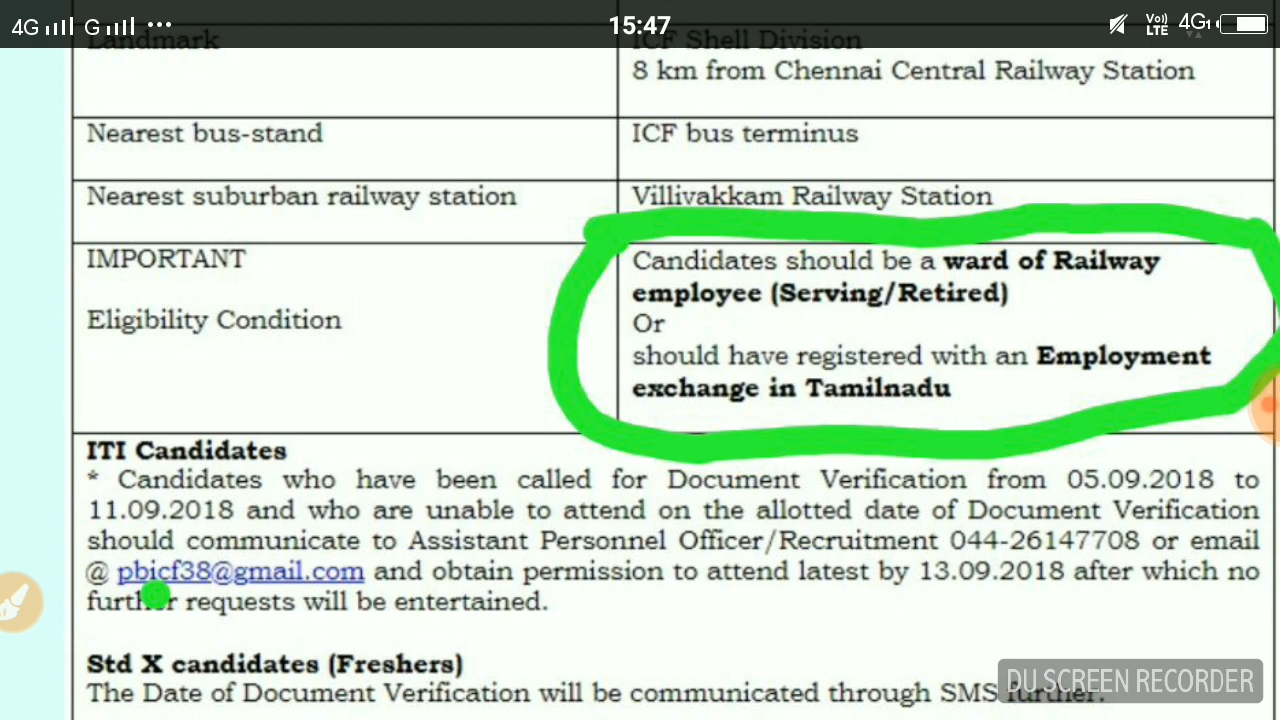 4G G ••• 15:47 Vo)) LTE 4G
Landmark ICF Shell Division
8 km from Chennai Central Railway Station
Nearest bus-stand ICF bus terminus
Nearest suburban railway station Villivakkam Railway Station
IMPORTANT Candidates should be a ward of Railway
employee (Serving/Retired)
Eligibility Condition Or
should have registered with an Employment
exchange in Tamilnadu
ITI Candidates
* Candidates who have been called for Document Verification from 05.09.2018 to
11.09.2018 and who are unable to attend on the allotted date of Document Verification
should communicate to Assistant Personnel Officer/Recruitment 044-26147708 or email
@ pbicf38@gmail.com and obtain permission to attend latest by 13.09.2018 after which no
further requests will be entertained.
Std X candidates (Freshers)
The Date of Document Verification will be communicated through SMS further.
DU SCREEN RECORDER